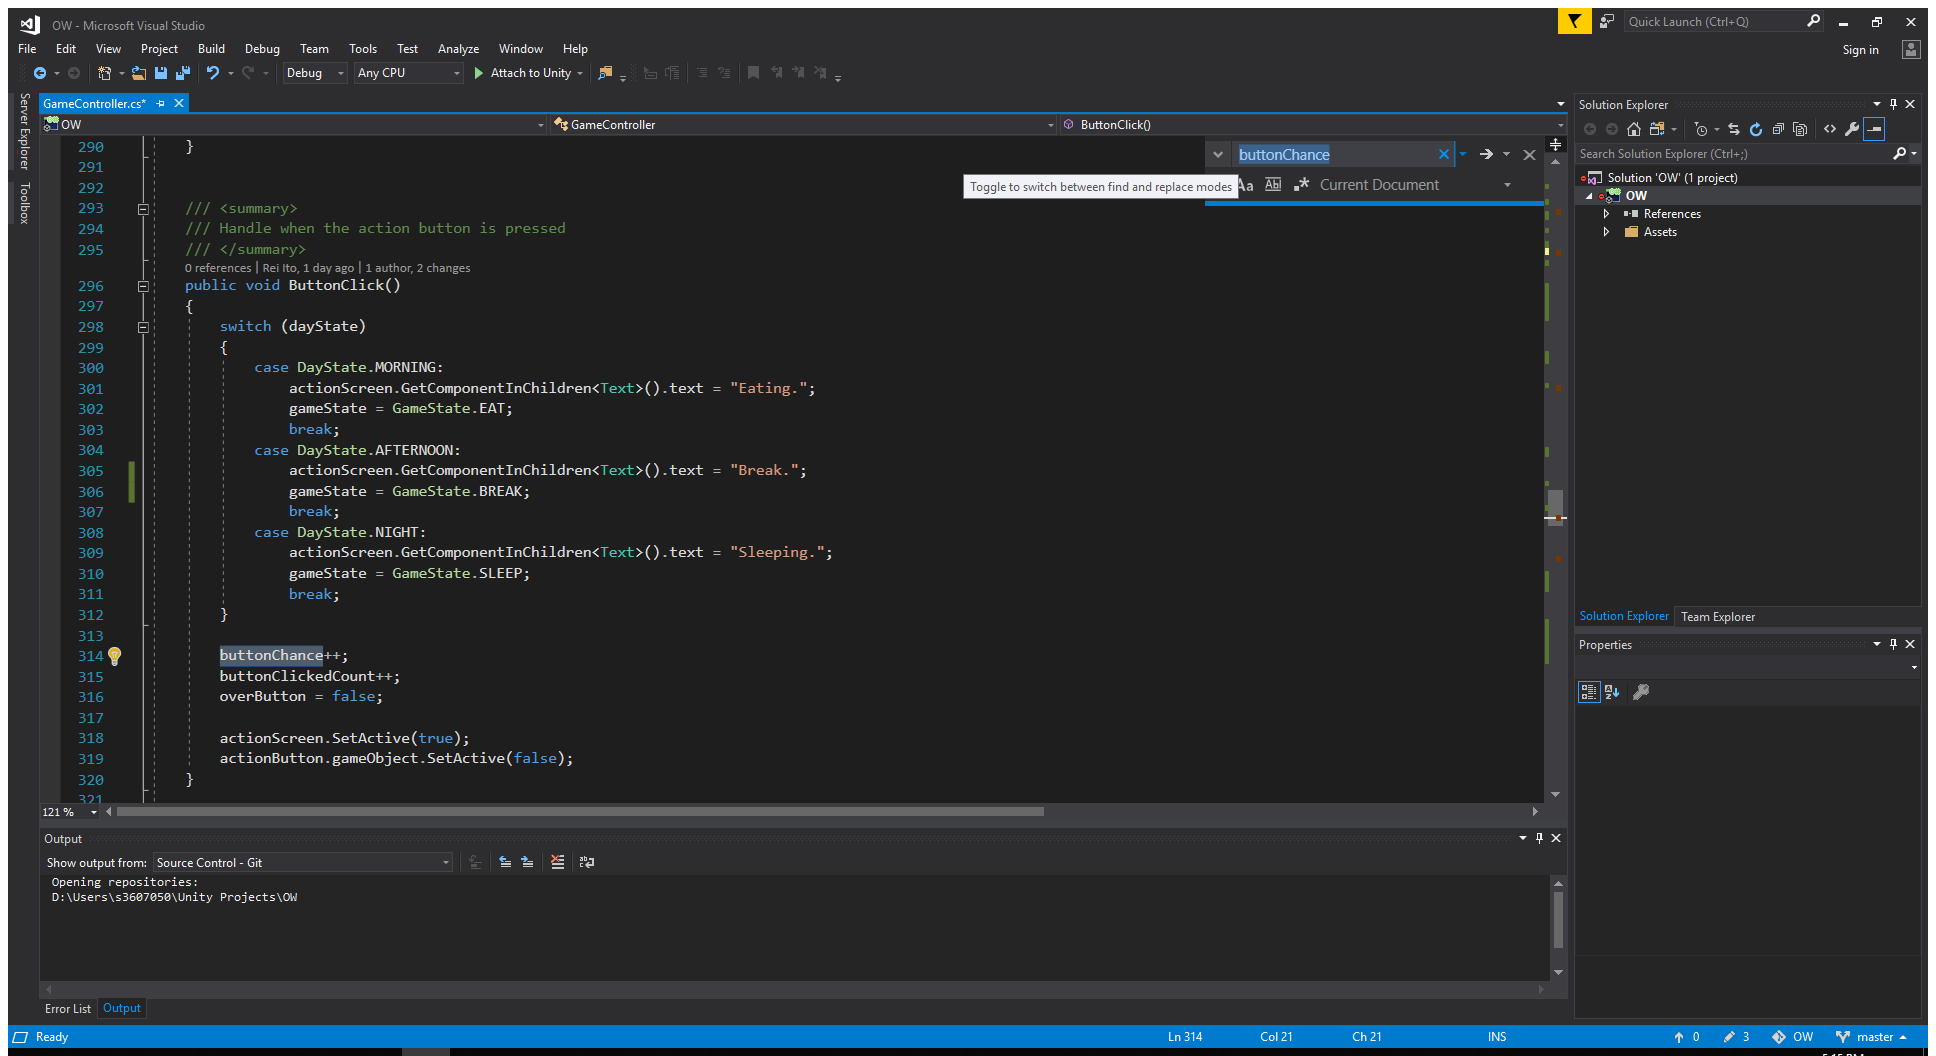 OW - Microsoft Visual Studio
Quick Launch (Ctrl+Q)
File Edit View Project Build Debug Team Tools Test Analyze Window Help
Sign in
Debug Any CPU Attach to Unity
Server Explorer
Toolbox
GameController.cs*
OW GameController ButtonClick()
buttonChance
Toggle to switch between find and replace modes
Aa Abl .* Current Document
290 }
291
292
293 /// <summary>
294 /// Handle when the action button is pressed
295 /// </summary>
0 references | Rei Ito, 1 day ago | 1 author, 2 changes
296 public void ButtonClick()
297 {
298 switch (dayState)
299 {
300 case DayState.MORNING:
301 actionScreen.GetComponentInChildren<Text>().text = "Eating.";
302 gameState = GameState.EAT;
303 break;
304 case DayState.AFTERNOON:
305 actionScreen.GetComponentInChildren<Text>().text = "Break.";
306 gameState = GameState.BREAK;
307 break;
308 case DayState.NIGHT:
309 actionScreen.GetComponentInChildren<Text>().text = "Sleeping.";
310 gameState = GameState.SLEEP;
311 break;
312 }
313
314 buttonChance++;
315 buttonClickedCount++;
316 overButton = false;
317
318 actionScreen.SetActive(true);
319 actionButton.gameObject.SetActive(false);
320 }
321
121 %
Output
Show output from: Source Control - Git
Opening repositories:
D:\Users\s3607050\Unity Projects\OW
Error List Output
Solution Explorer
Search Solution Explorer (Ctrl+;)
Solution 'OW' (1 project)
OW
References
Assets
Solution Explorer Team Explorer
Properties
Ready Ln 314 Col 21 Ch 21 INS 0 3 OW master